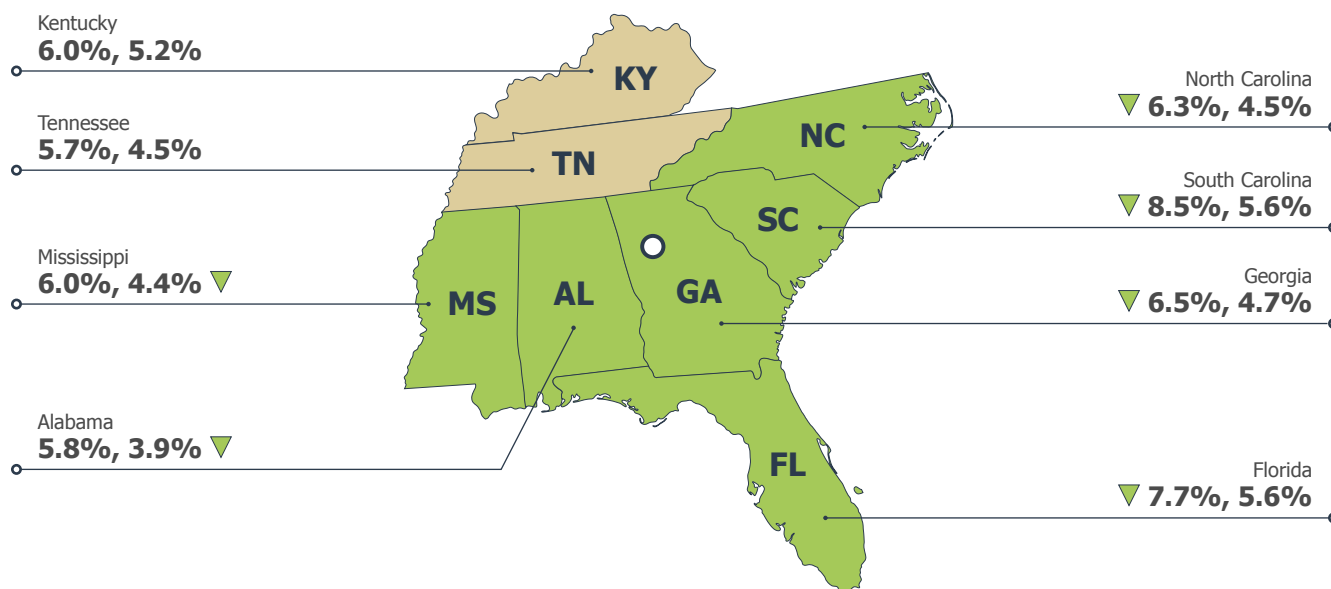 Kentucky
6.0%, 5.2%
Tennessee
5.7%, 4.5%
Mississippi
6.0%, 4.4%
Alabama
5.8%, 3.9%
KY
TN
NC
SC
MS
AL
GA
FL
North Carolina
6.3%, 4.5%
South Carolina
8.5%, 5.6%
Georgia
6.5%, 4.7%
Florida
7.7%, 5.6%